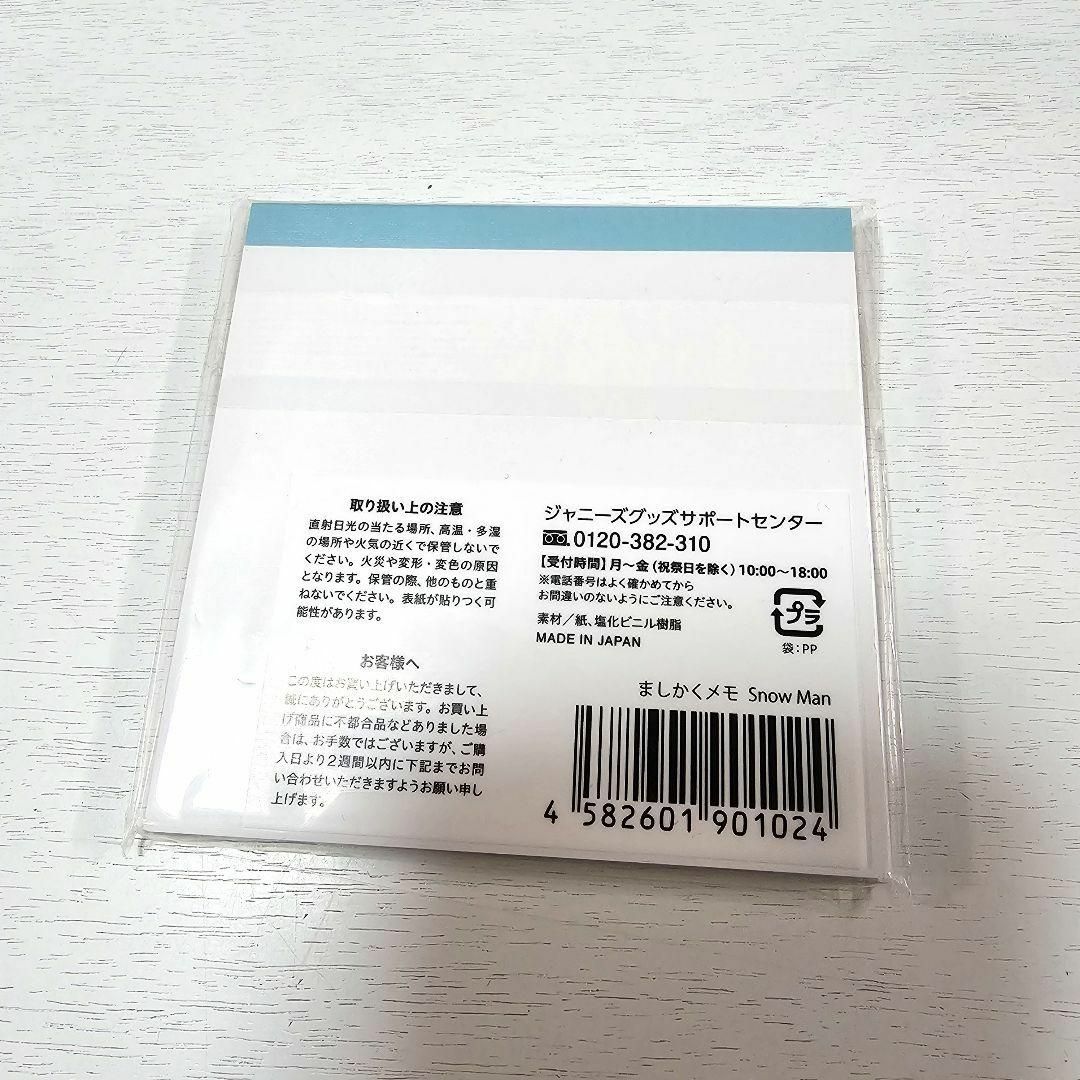 取り扱い上の注意
直射日光の当たる場所、高温・多湿
の場所や火気の近くで保管しないで
ください。火災や変形・変色の原因
となります。保管の際、他のものと重
ねないでください。表紙が貼りつく可
能性があります。
お客様へ
この度はお買い上げいただきまして、
誠にありがとうございます。お買い上
げ商品に不都合品などありました場
合は、お手数ではございますが、ご購
入日より2週間以内に下記までお問
い合わせいただきますようお願い申し
上げます。
ジャニーズグッズサポートセンター
0120-382-310
【受付時間】月〜金(祝祭日を除く)10:00〜18:00
※電話番号はよく確かめてから
お間違いのないようにご注意ください。
素材/紙、塩化ビニル樹脂
MADE IN JAPAN
プラ
袋:PP
ましかくメモ Snow Man
4 582601 901024